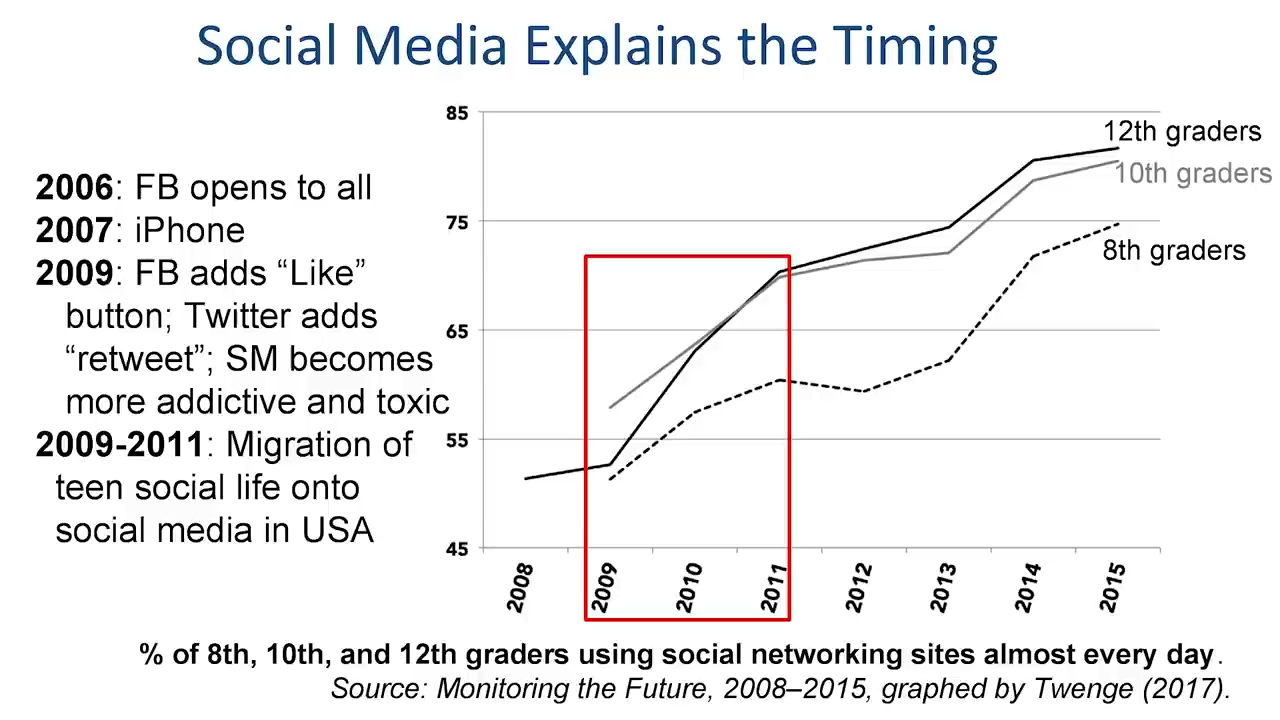 Social Media Explains the Timing
2006: FB opens to all
2007: iPhone
2009: FB adds “Like”
button; Twitter adds
“retweet”; SM becomes
more addictive and toxic
2009-2011: Migration of
teen social life onto
social media in USA
85
75
65
55
45
12th graders
10th graders
8th graders
2008
2009
2010
2011
2012
2013
2014
2015
% of 8th, 10th, and 12th graders using social networking sites almost every day.
Source: Monitoring the Future, 2008–2015, graphed by Twenge (2017).